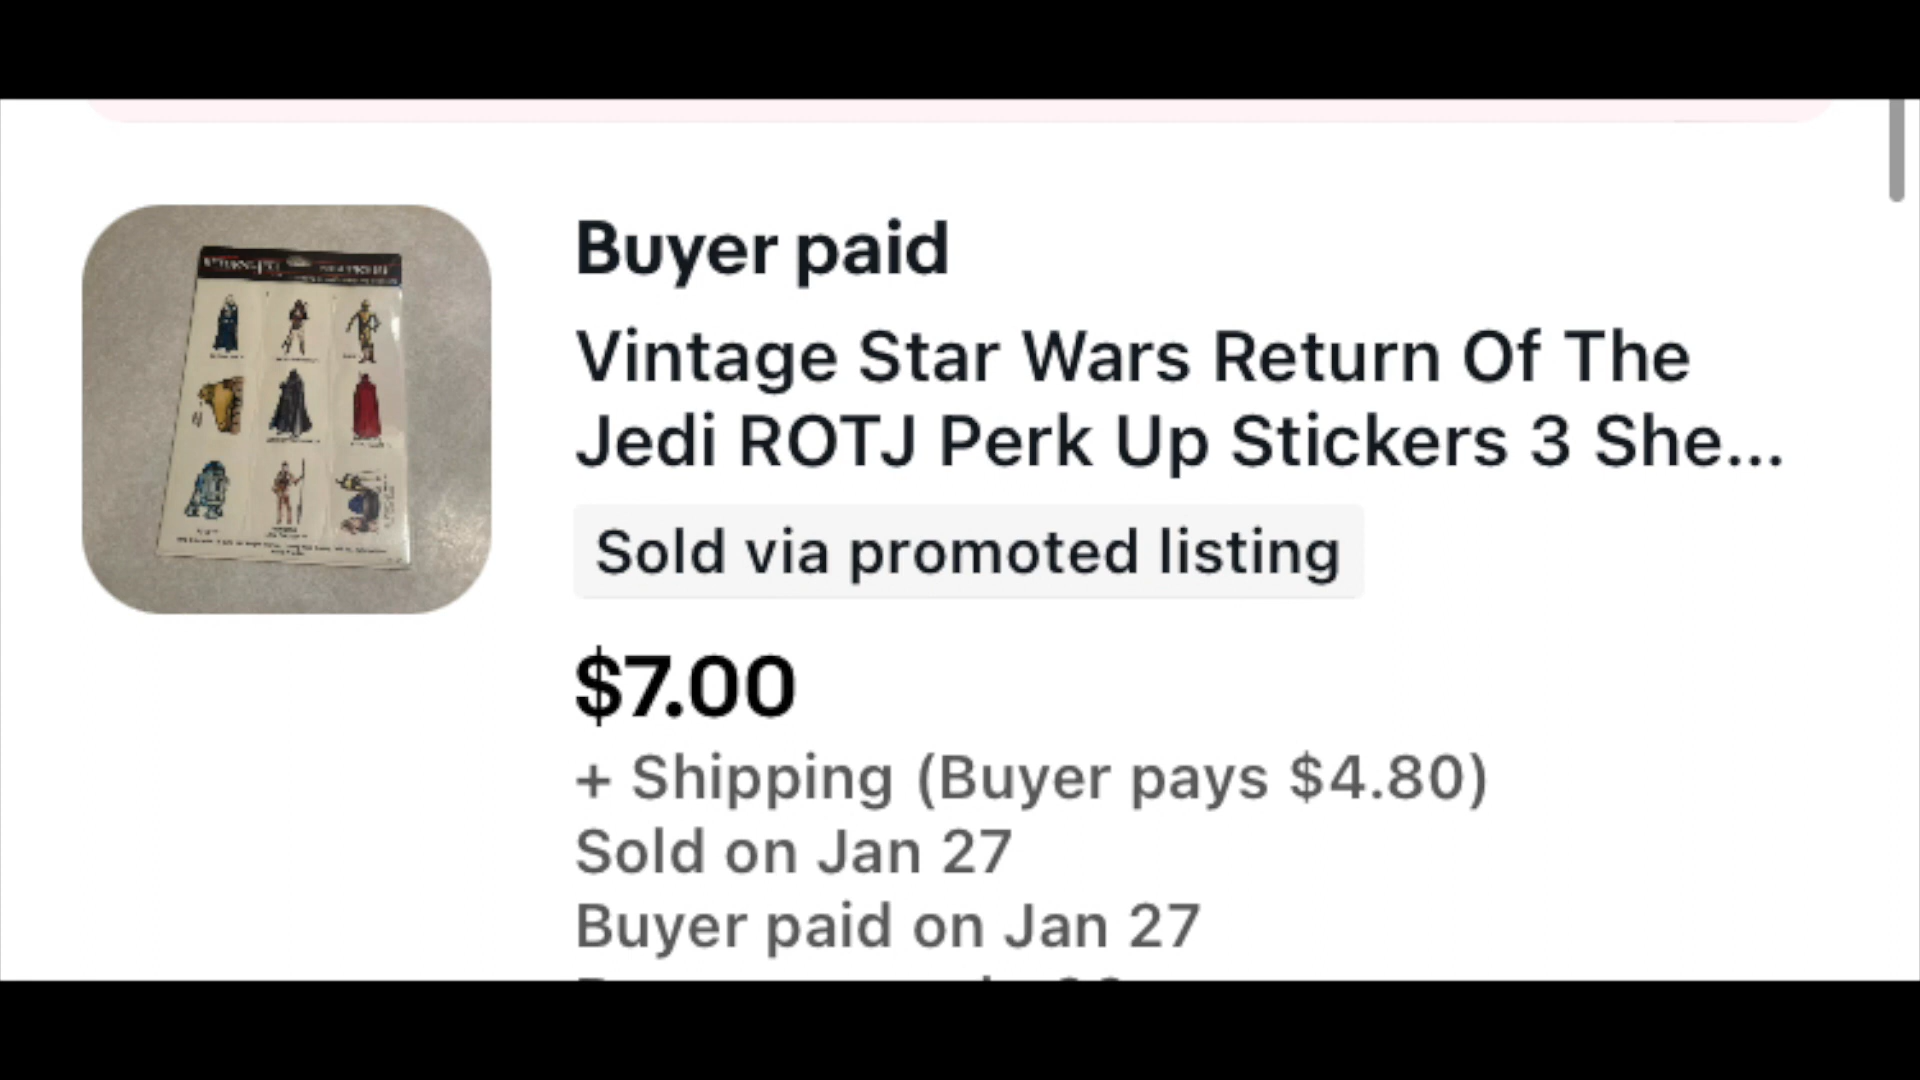 Buyer paid
Vintage Star Wars Return Of The
Jedi ROTJ Perk Up Stickers 3 She...
Sold via promoted listing
$7.00
+ Shipping (Buyer pays $4.80)
Sold on Jan 27
Buyer paid on Jan 27